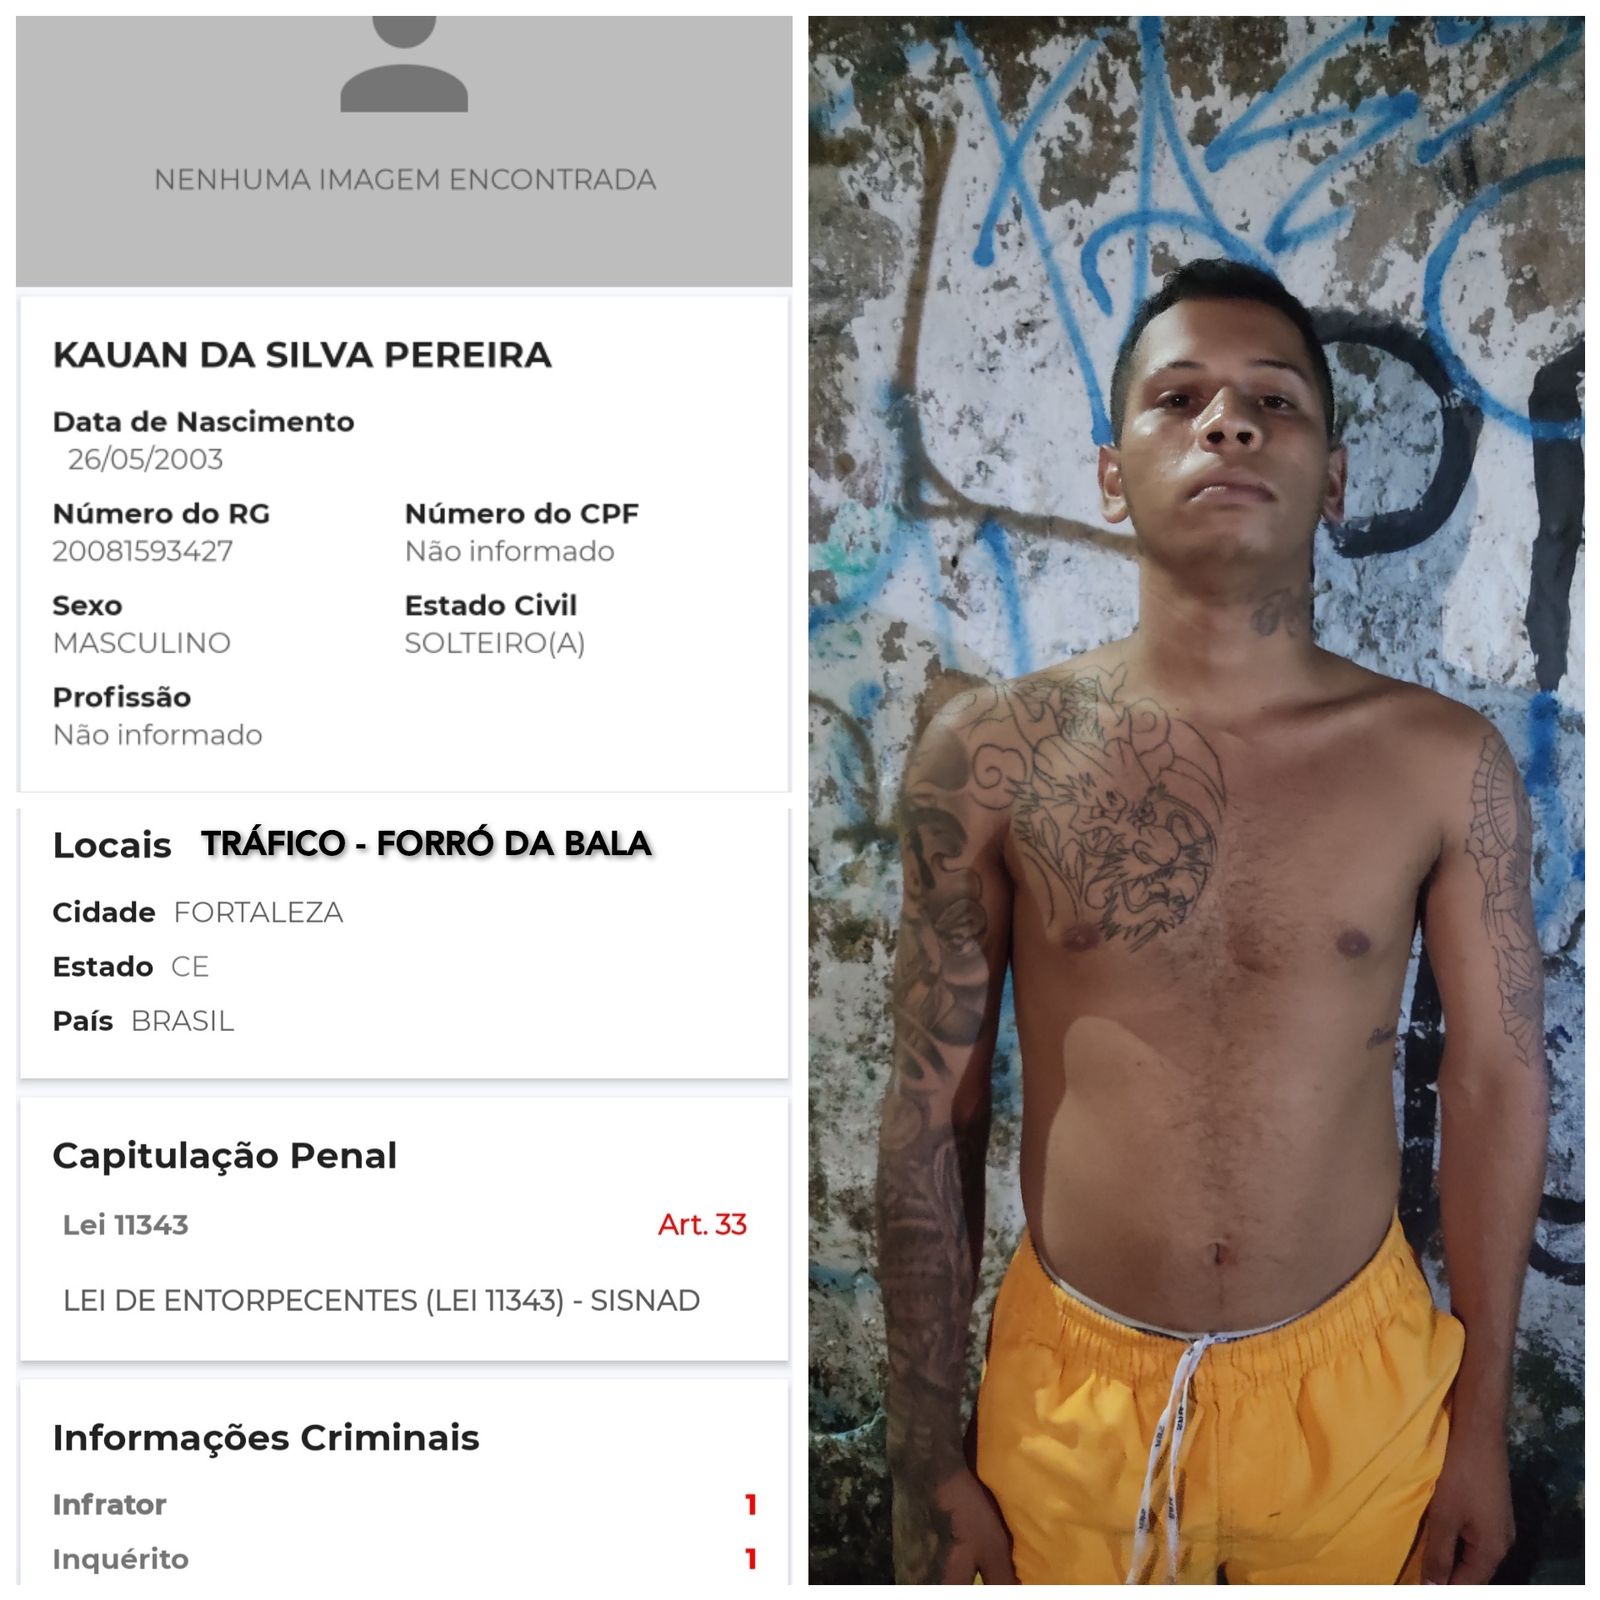 NENHUMA IMAGEM ENCONTRADA
KAUAN DA SILVA PEREIRA
Data de Nascimento
26/05/2003
Número do RG
Número do CPF
20081593427
Não informado
Sexo
Estado Civil
MASCULINO
SOLTEIRO(A)
Profissão
Não informado
Locais TRÁFICO - FORRÓ DA BALA
Cidade FORTALEZA
Estado CE
País BRASIL
Capitulação Penal
Lei 11343 Art. 33
LEI DE ENTORPECENTES (LEI 11343) - SISNAD
Informações Criminais
Infrator 1
Inquérito 1